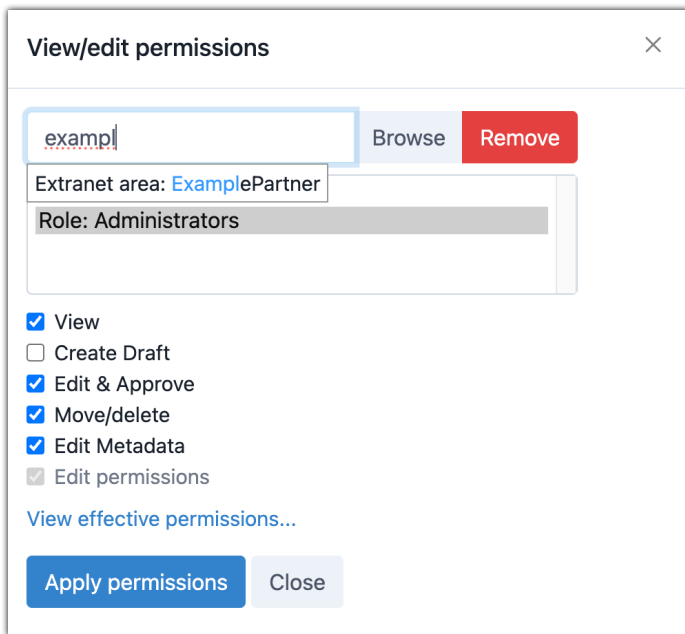 View/edit permissions
exampl Browse Remove
Extranet area: ExamplePartner
Role: Administrators
View
Create Draft
Edit & Approve
Move/delete
Edit Metadata
Edit permissions
View effective permissions...
Apply permissions Close